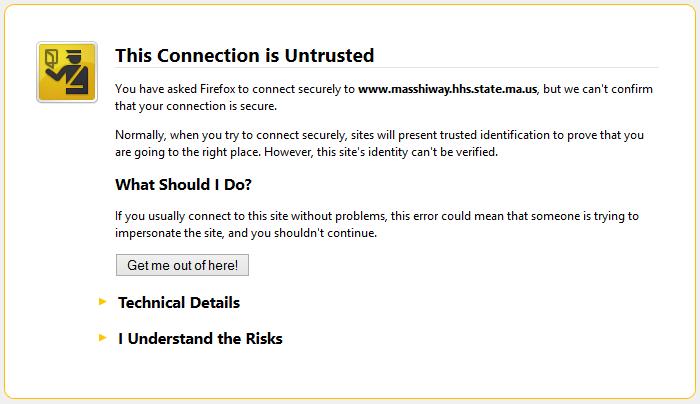 This Connection is Untrusted
You have asked Firefox to connect securely to www.masshiway.hhs.state.ma.us, but we can't confirm
that your connection is secure.
Normally, when you try to connect securely, sites will present trusted identification to prove that you
are going to the right place. However, this site's identity can't be verified.
What Should I Do?
If you usually connect to this site without problems, this error could mean that someone is trying to
impersonate the site, and you shouldn't continue.
Get me out of here!
Technical Details
I Understand the Risks